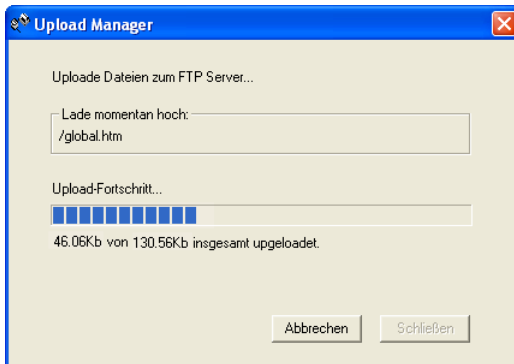 Upload Manager
Uploade Dateien zum FTP Server...
Lade momentan hoch:
/global.htm
Upload-Fortschritt...
46.06Kb von 130.56Kb insgesamt upgeloadet.
Abbrechen
Schließen